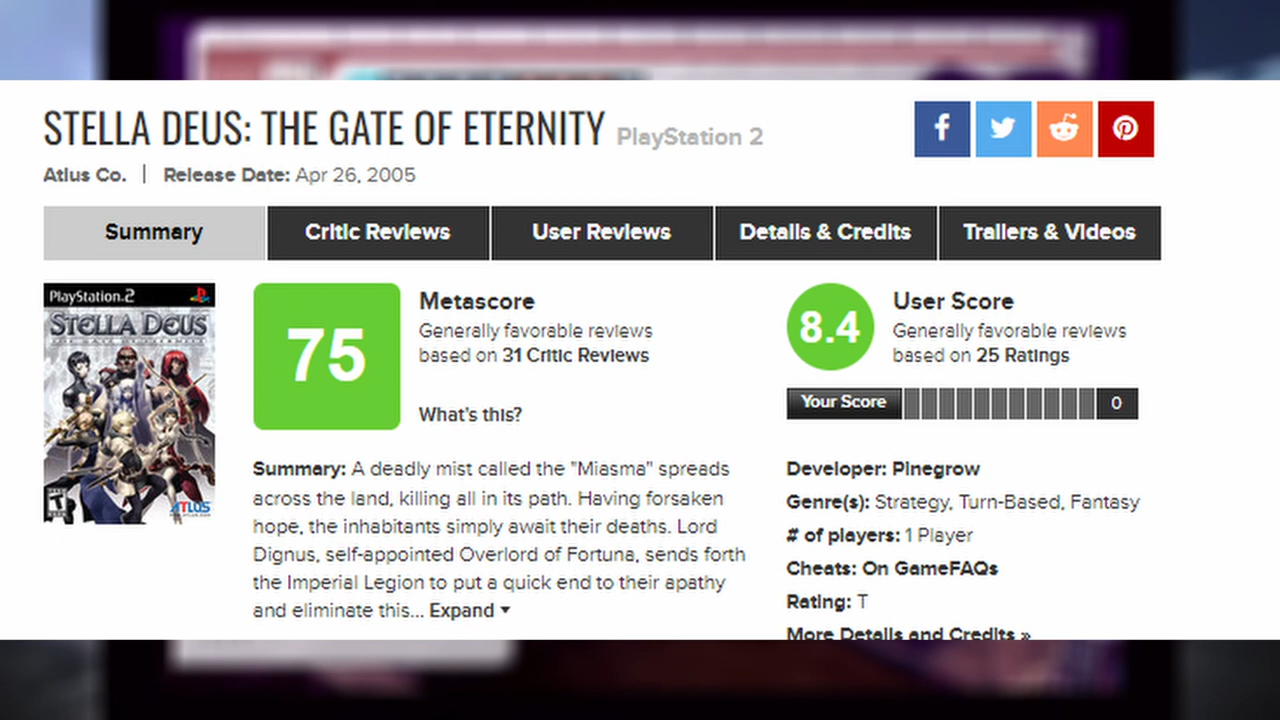 STELLA DEUS: THE GATE OF ETERNITY PlayStation 2
Atlus Co. | Release Date: Apr 26, 2005
Summary
Critic Reviews
User Reviews
Details & Credits
Trailers & Videos
PlayStation 2
STELLA DEUS
THE GATE OF ETERNITY
T
ATLUS
75
Metascore
Generally favorable reviews
based on 31 Critic Reviews
What's this?
Summary: A deadly mist called the "Miasma" spreads
across the land, killing all in its path. Having forsaken
hope, the inhabitants simply await their deaths. Lord
Dignus, self-appointed Overlord of Fortuna, sends forth
the Imperial Legion to put a quick end to their apathy
and eliminate this... Expand
8.4
User Score
Generally favorable reviews
based on 25 Ratings
Your Score
0
Developer: Pinegrow
Genre(s): Strategy, Turn-Based, Fantasy
# of players: 1 Player
Cheats: On GameFAQs
Rating: T
More Details and Credits »